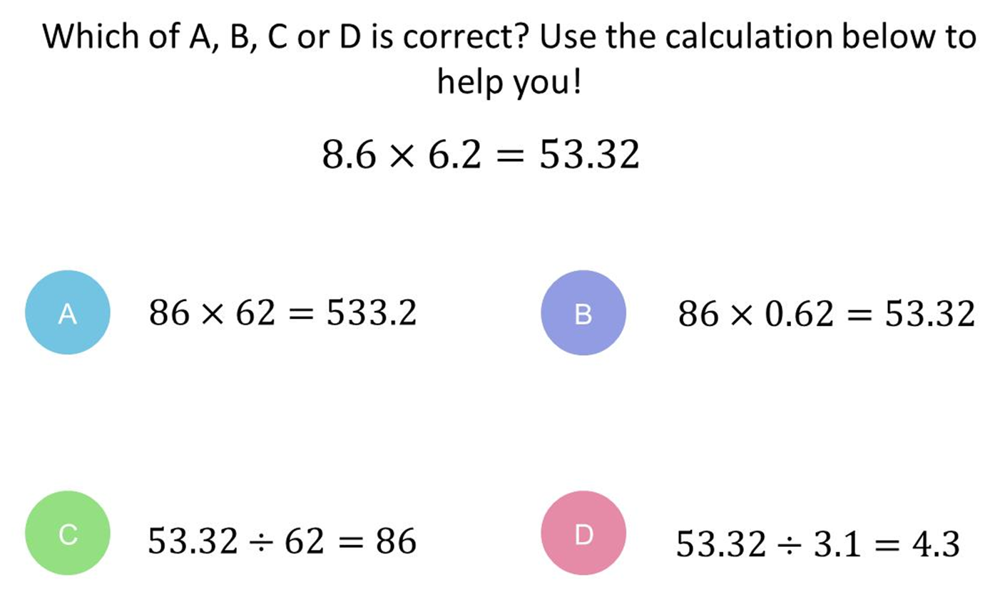 Which of A, B, C or D is correct? Use the calculation below to
help you!
8.6 × 6.2 = 53.32
A 86 × 62 = 533.2
B 86 × 0.62 = 53.32
C 53.32 ÷ 62 = 86
D 53.32 ÷ 3.1 = 4.3